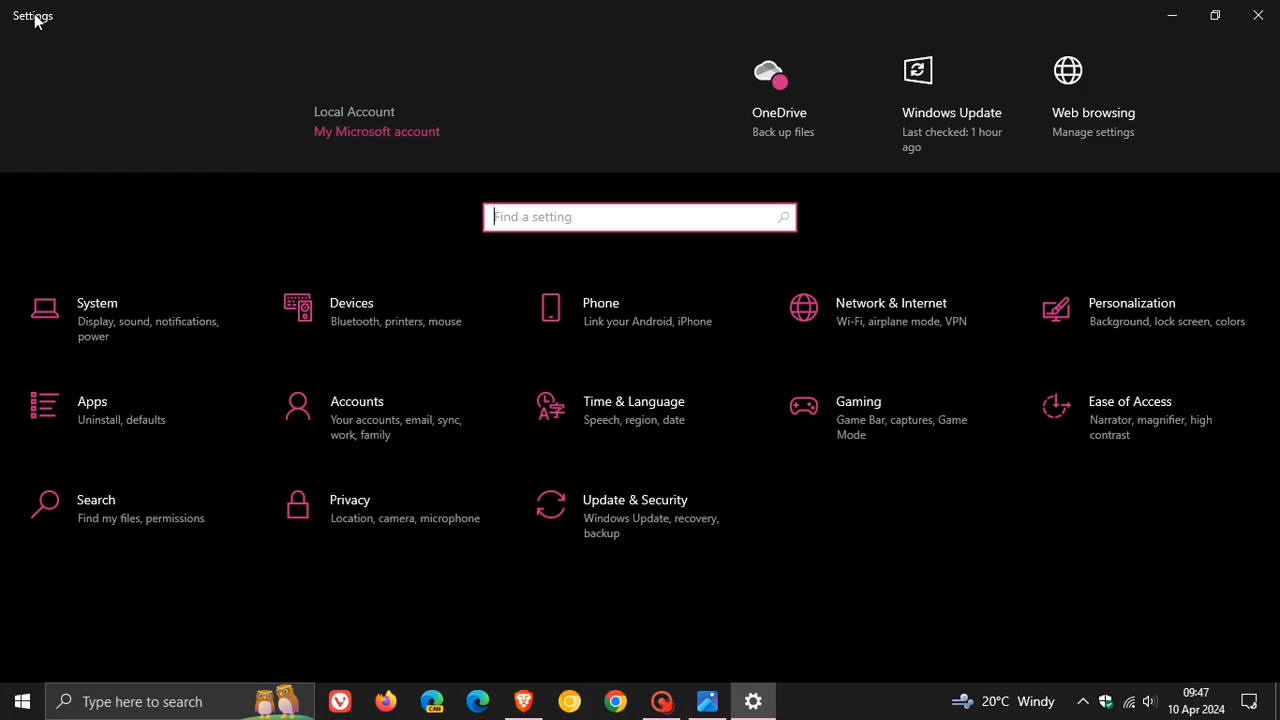 Settings
Local Account
My Microsoft account
OneDrive
Back up files
Windows Update
Last checked: 1 hour
ago
Web browsing
Manage settings
Find a setting
System
Display, sound, notifications,
power
Devices
Bluetooth, printers, mouse
Phone
Link your Android, iPhone
Network & Internet
Wi-Fi, airplane mode, VPN
Personalization
Background, lock screen, colors
Apps
Uninstall, defaults
Accounts
Your accounts, email, sync,
work, family
Time & Language
Speech, region, date
Gaming
Game Bar, captures, Game
Mode
Ease of Access
Narrator, magnifier, high
contrast
Search
Find my files, permissions
Privacy
Location, camera, microphone
Update & Security
Windows Update, recovery,
backup
Type here to search
CAN
20°C Windy
09:47
10 Apr 2024